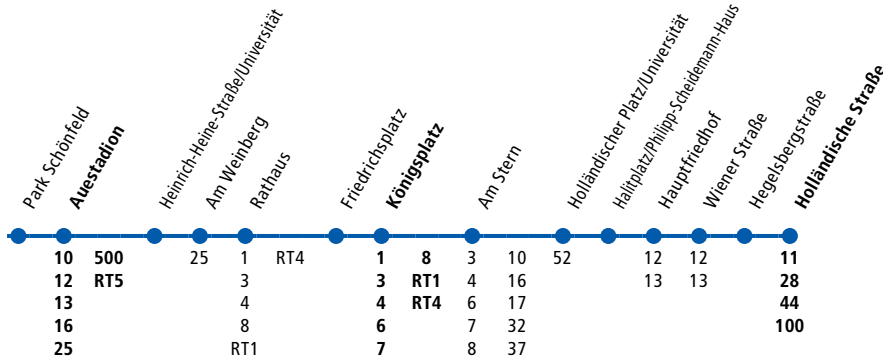 Park Schönfeld
Auestadion
Heinrich-Heine-Straße/Universität
Am Weinberg
Rathaus
Friedrichsplatz
Königsplatz
Am Stern
Holländischer Platz/Universität
Halitplatz/Philipp-Scheidemann-Haus
Hauptfriedhof
Wiener Straße
Hegelsbergstraße
Holländische Straße
10 500 25 1 RT4 1 8 3 10 52 12 12 11
12 RT5 3 3 RT1 4 16 13 13 28
13 4 4 RT4 6 17 44
16 8 6 7 32 100
25 RT1 7 8 37